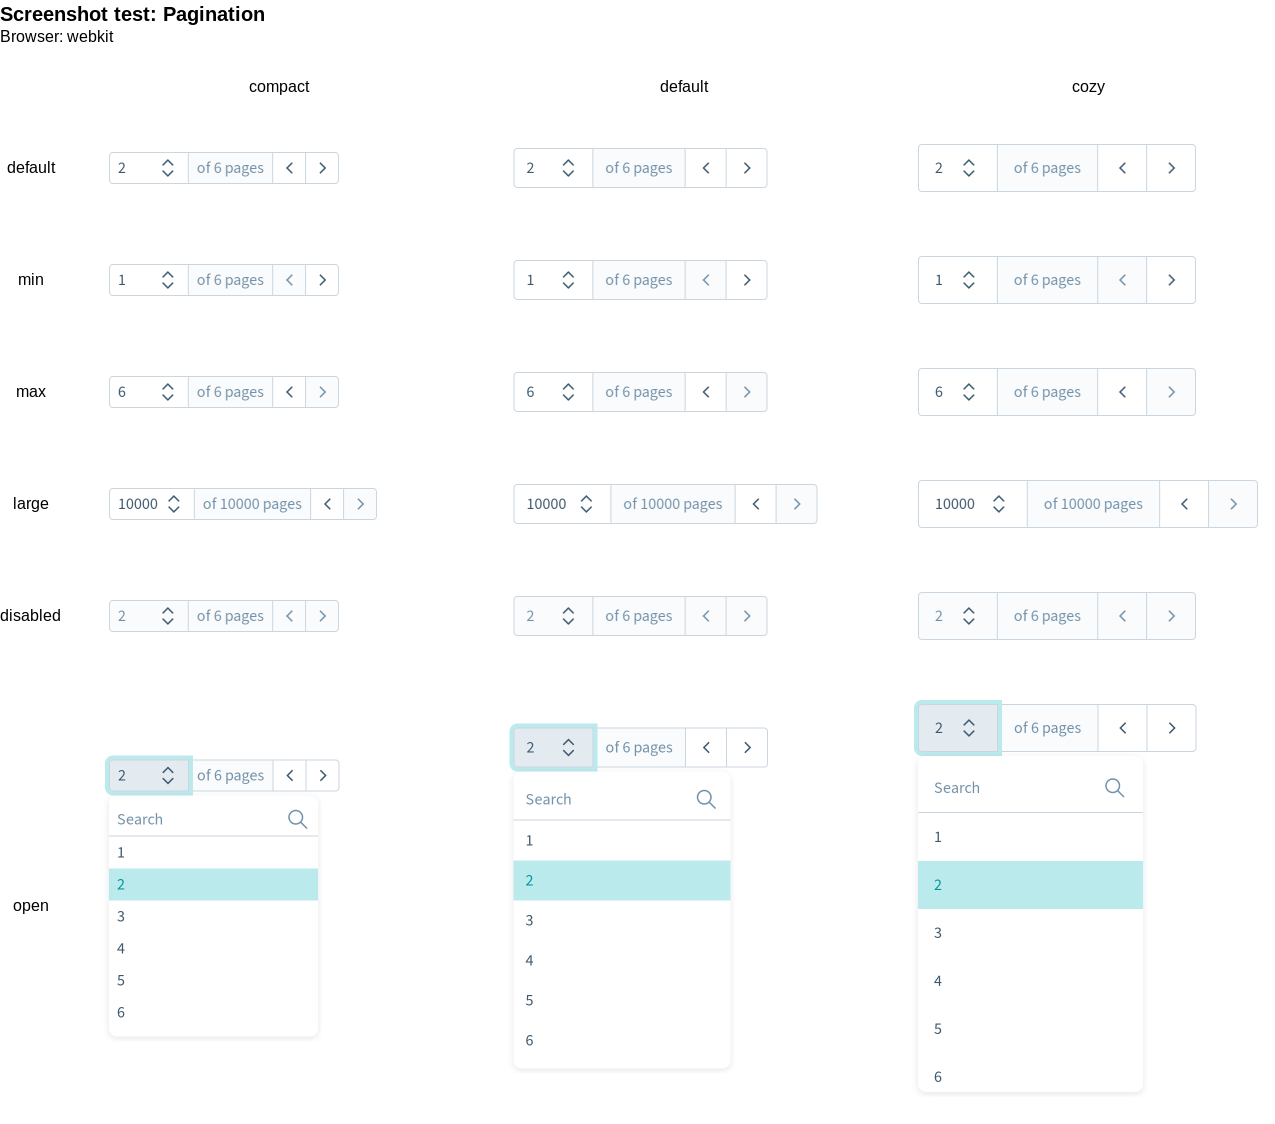 Screenshot test: Pagination
Browser: webkit
compact default cozy
default 2 of 6 pages 2 of 6 pages 2 of 6 pages
min 1 of 6 pages 1 of 6 pages 1 of 6 pages
max 6 of 6 pages 6 of 6 pages 6 of 6 pages
large 10000 of 10000 pages 10000 of 10000 pages 10000 of 10000 pages
disabled 2 of 6 pages 2 of 6 pages 2 of 6 pages
open
2 of 6 pages
Search
1
2
3
4
5
6
2 of 6 pages
Search
1
2
3
4
5
6
2 of 6 pages
Search
1
2
3
4
5
6